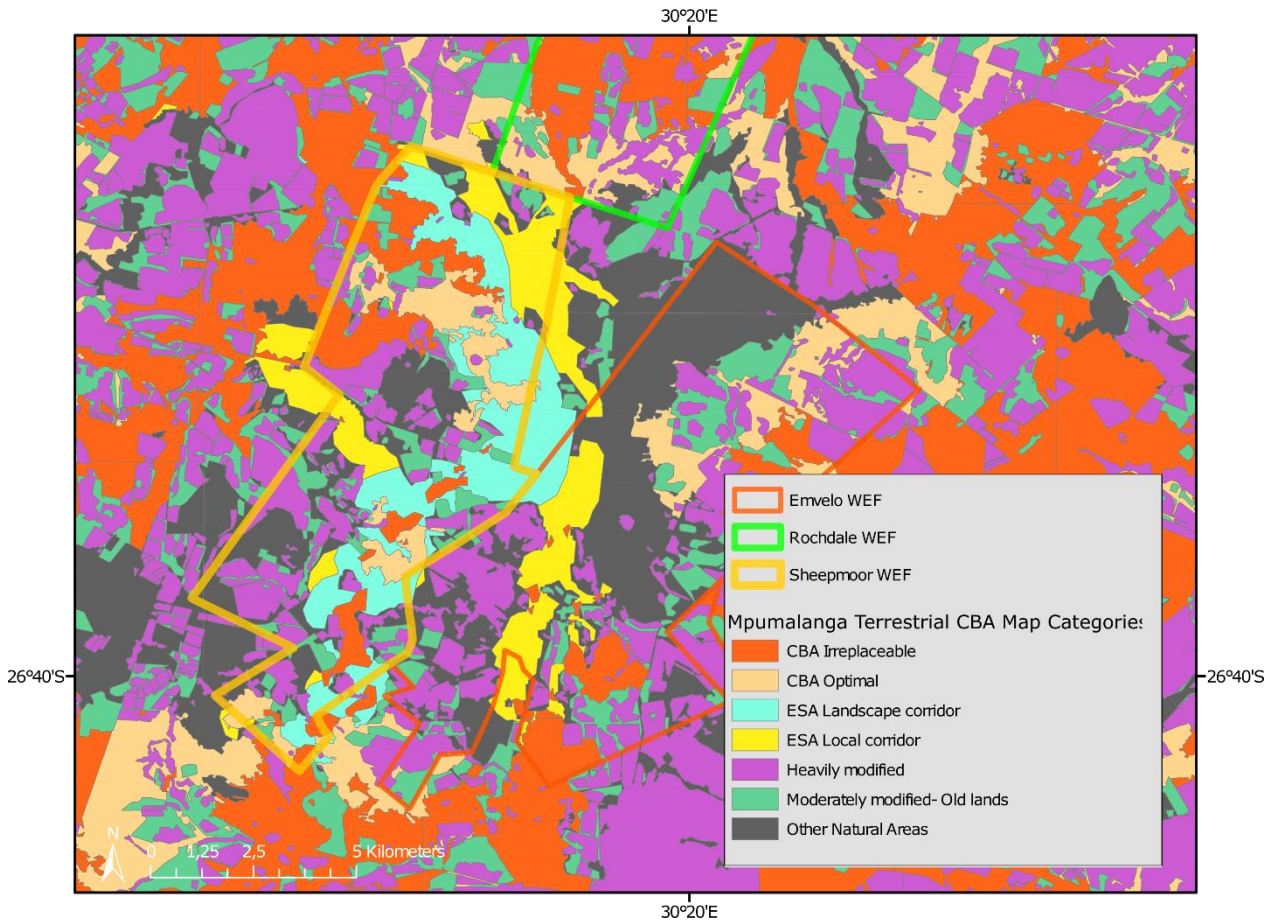 30°20'E
Emvelo WEF
Rochdale WEF
Sheepmoor WEF
Mpumalanga Terrestrial CBA Map Categories
CBA Irreplaceable
26°40'S
26°40'S
CBA Optimal
ESA Landscape corridor
ESA Local corridor
Heavily modified
Moderately modified- Old lands
Other Natural Areas
N
0 1,25 2,5 5 Kilometers
30°20'E